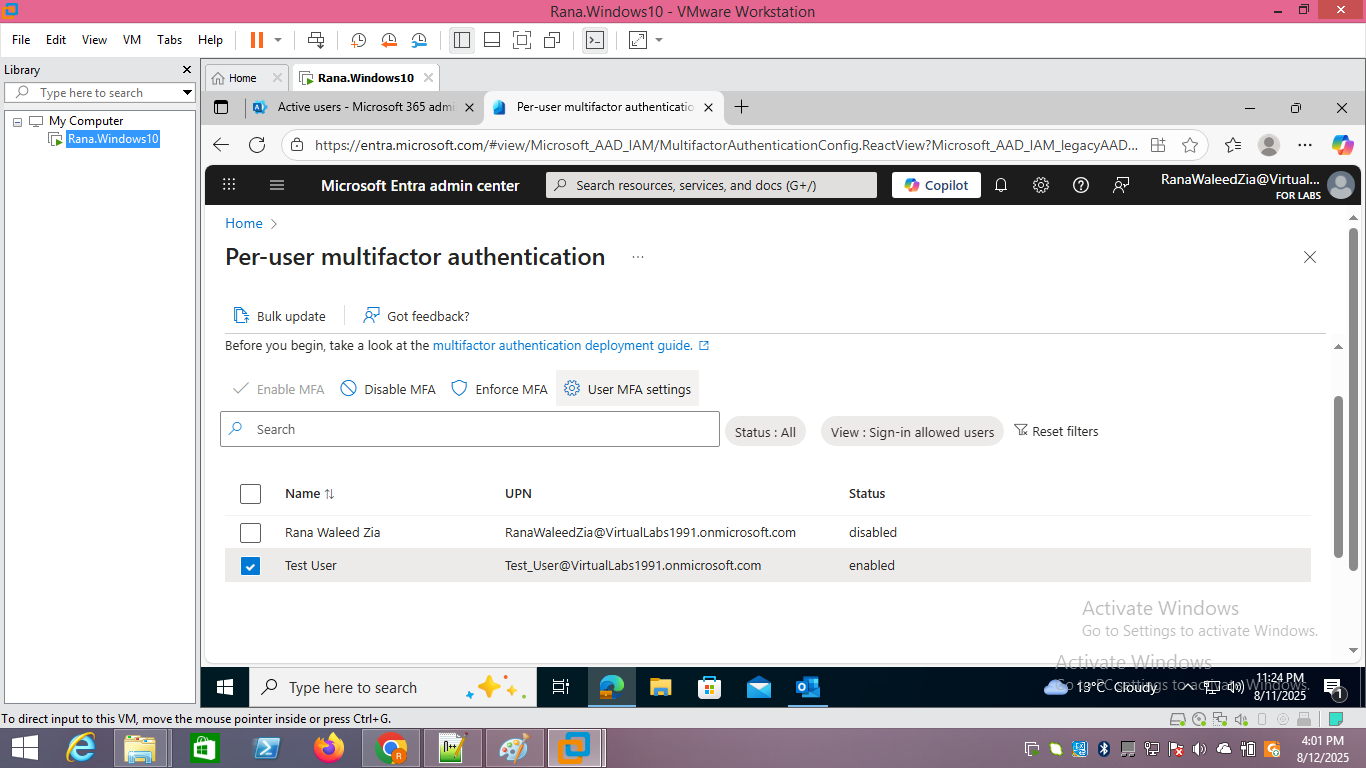 Rana.Windows10 - VMware Workstation
File Edit View VM Tabs Help
Library
Type here to search
My Computer
Rana.Windows10
Home
Rana.Windows10
Active users - Microsoft 365 admi
Per-user multifactor authenticatio
https://entra.microsoft.com/#view/Microsoft_AAD_IAM/MultifactorAuthenticationConfig.ReactView?Microsoft_AAD_IAM_legacyAAD...
Microsoft Entra admin center
Search resources, services, and docs (G+/)
Copilot
RanaWaleedZia@Virtual...
FOR LABS
Home
Per-user multifactor authentication
Bulk update
Got feedback?
Before you begin, take a look at the multifactor authentication deployment guide.
Enable MFA Disable MFA Enforce MFA User MFA settings
Search
Status : All
View : Sign-in allowed users
Reset filters
Name UPN Status
Rana Waleed Zia RanaWaleedZia@VirtualLabs1991.onmicrosoft.com disabled
Test User Test_User@VirtualLabs1991.onmicrosoft.com enabled
Activate Windows
Go to Settings to activate Windows.
Activate Windows
Go to PC settings to activate Windows.
Type here to search
13°C Cloudy
11:24 PM
8/11/2025
1
To direct input to this VM, move the mouse pointer inside or press Ctrl+G.
4:01 PM
8/12/2025